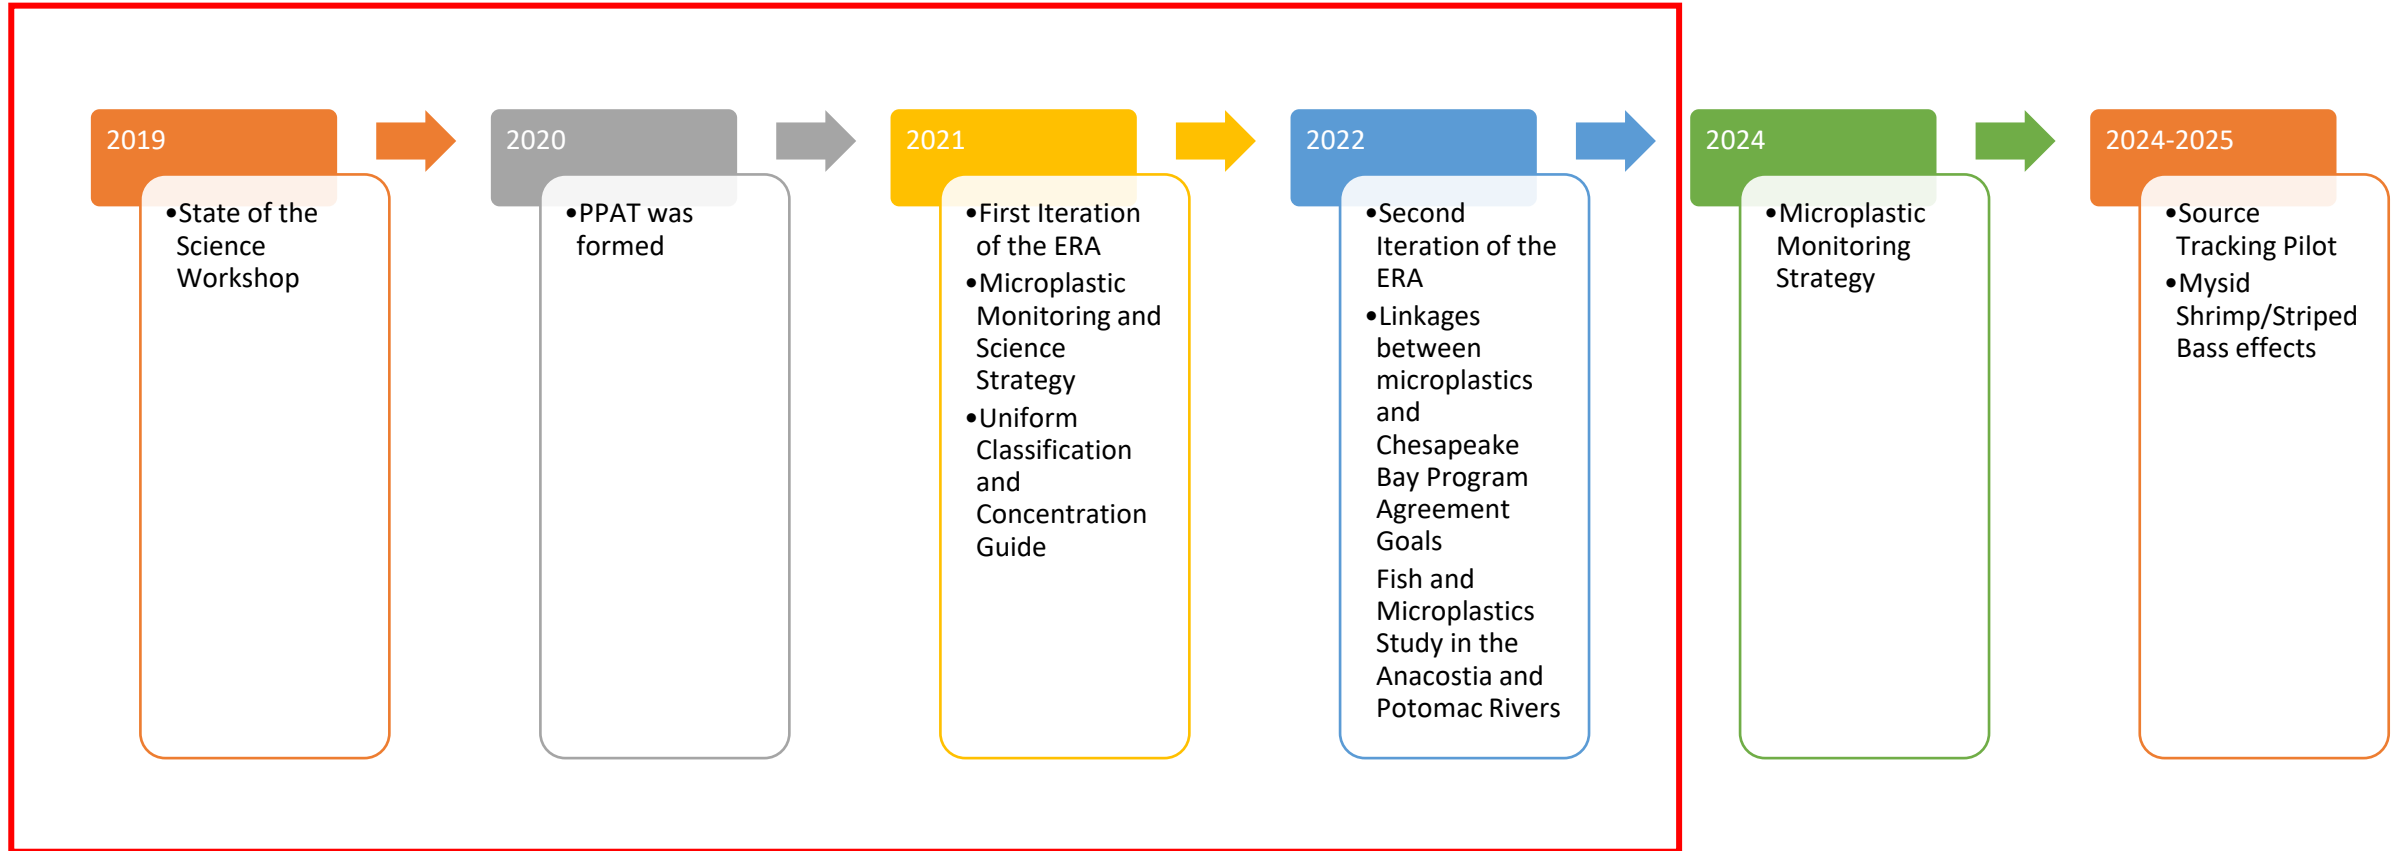 2019
•State of the
Science
Workshop
2020
•PPAT was
formed
2021
•First Iteration
of the ERA
•Microplastic
Monitoring and
Science
Strategy
•Uniform
Classification
and
Concentration
Guide
2022
•Second
Iteration of the
ERA
•Linkages
between
microplastics
and
Chesapeake
Bay Program
Agreement
Goals
Fish and
Microplastics
Study in the
Anacostia and
Potomac Rivers
2024
•Microplastic
Monitoring
Strategy
2024-2025
•Source
Tracking Pilot
•Mysid
Shrimp/Striped
Bass effects